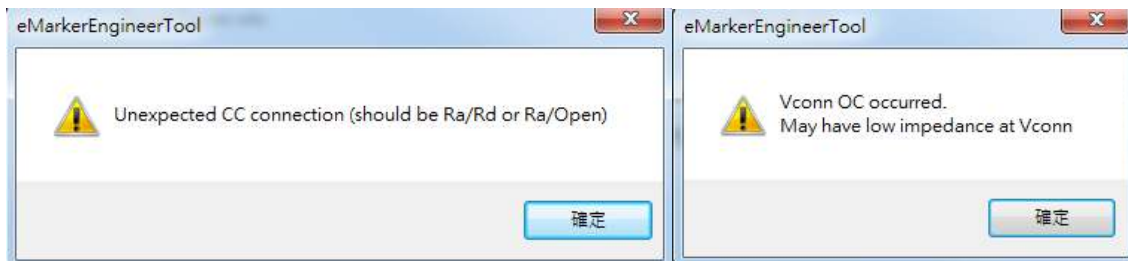 eMarkerEngineerTool
Unexpected CC connection (should be Ra/Rd or Ra/Open)
確定
eMarkerEngineerTool
Vconn OC occurred.
May have low impedance at Vconn
確定